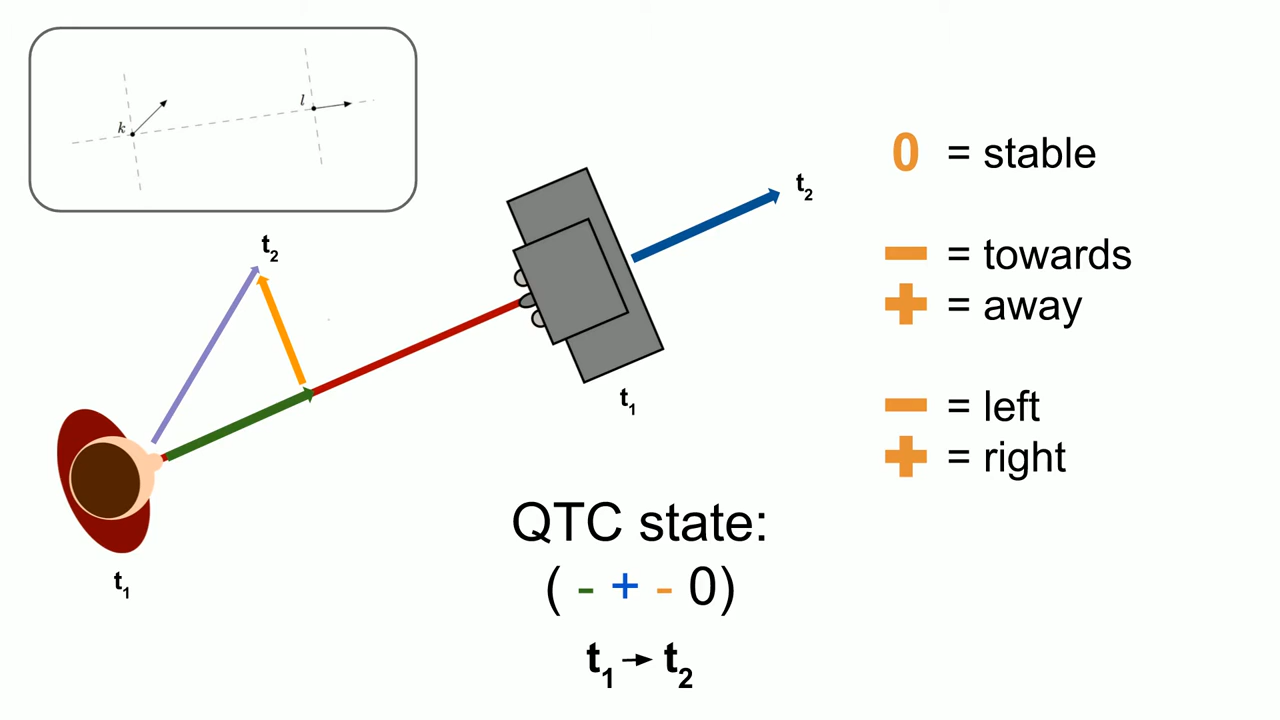 k
l
t₂
t₂
t₁
t₁
0 = stable
− = towards
+ = away
− = left
+ = right
QTC state:
( - + - 0)
t₁ → t₂